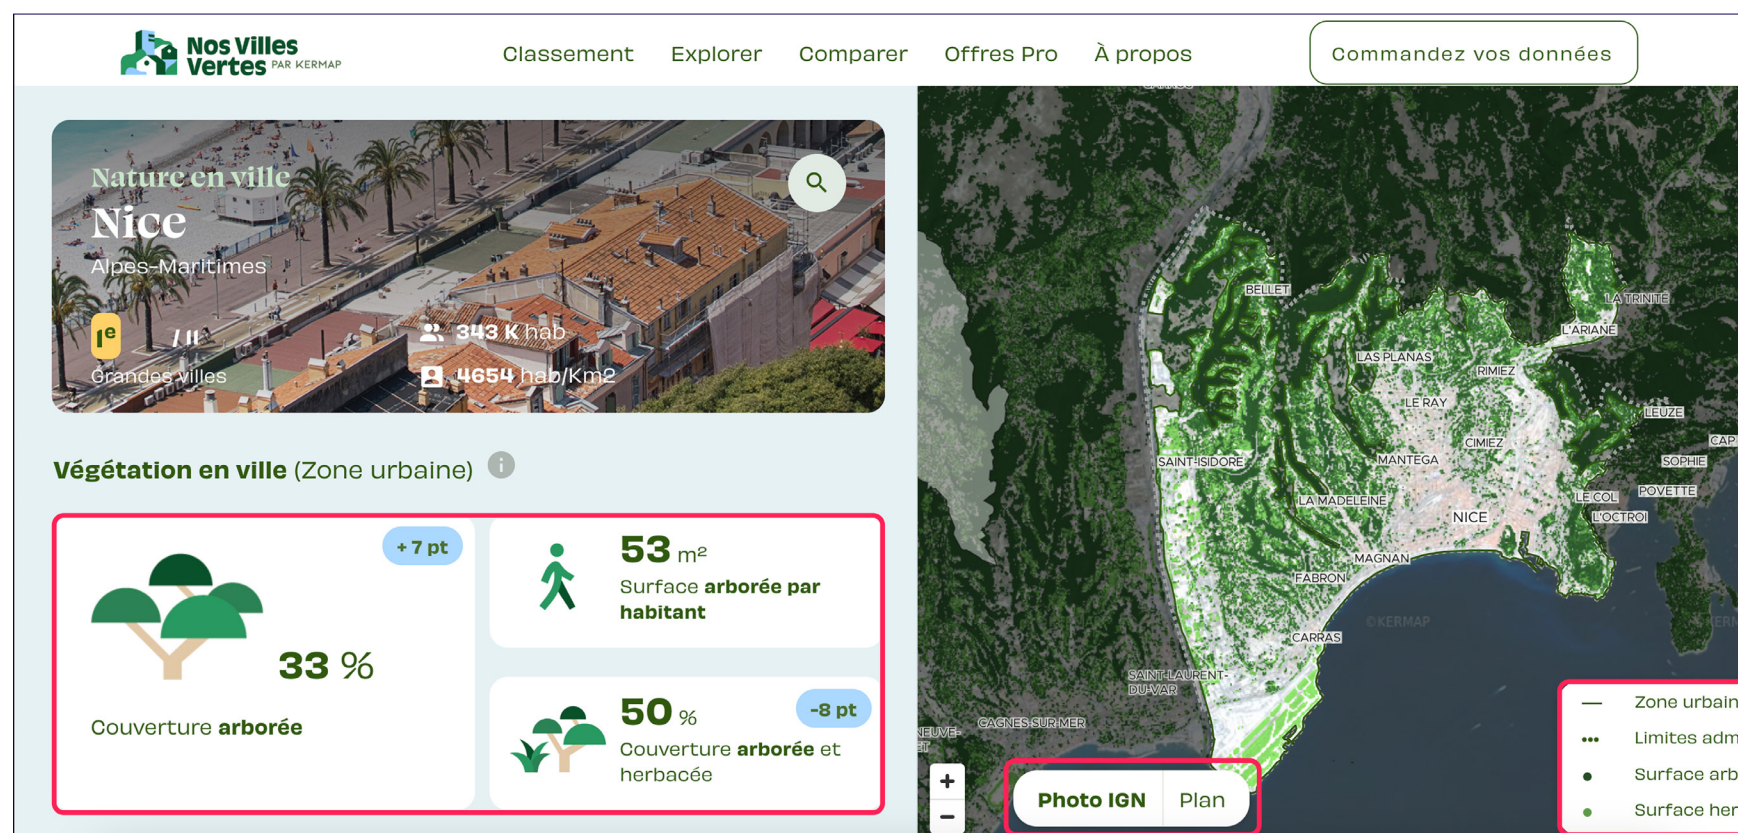 Nos Villes
Vertes PAR KERMAP
Classement
Explorer
Comparer
Offres Pro
À propos
Commandez vos données
Nature en ville
Nice
Alpes-Maritimes
1e / 11
Grandes villes
343 K hab
4654 hab/Km2
Végétation en ville (Zone urbaine) i
+ 7 pt
33 %
Couverture arborée
53 m²
Surface arborée par
habitant
-8 pt
50 %
Couverture arborée et
herbacée
BELLET
LA TRINITÉ
L'ARIANE
LAS PLANAS
RIMIEZ
LE RAY
LEUZE
CIMIEZ
CAP
SAINT-ISIDORE
MANTEGA
SOPHIE
LE COL
POVETTE
LA MADELEINE
NICE
L'OCTROI
MAGNAN
FABRON
©KERMAP
CARRAS
SAINT-LAURENT-
DU-VAR
CAGNES-SUR-MER
+
−
Photo IGN
Plan
Zone urbain
Limites adm
Surface arb
Surface her